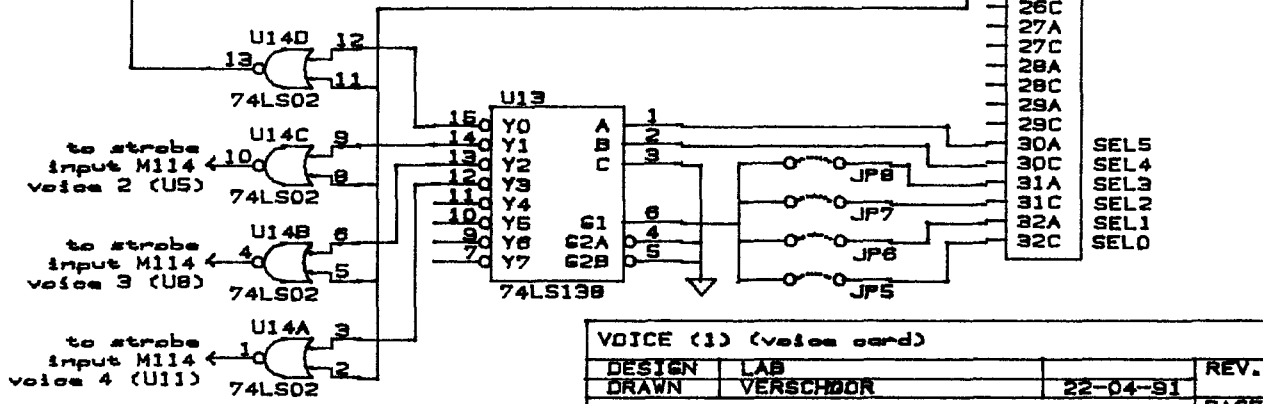 26C
27A
27C
28A
28C
29A
29C
30A SEL5
30C SEL4
31A SEL3
31C SEL2
32A SEL1
32C SEL0
U14D
12
13
11
74LS02
U14C
9
to strobe
input M114
voice 2 (U5)
10
8
74LS02
U14B
6
to strobe
input M114
voice 3 (U8)
4
5
74LS02
U14A
3
to strobe
input M114
voice 4 (U11)
1
2
74LS02
U13
15 Y0 A 1
14 Y1 B 2
13 Y2 C 3
12 Y3
11 Y4
10 Y5 G1 6
9 Y6 G2A 4
7 Y7 G2B 5
74LS138
JP8
JP7
JP6
JP5
VOICE (1) (voice card)
DESIGN LAB REV.
DRAWN VERSCHOOR 22-04-91